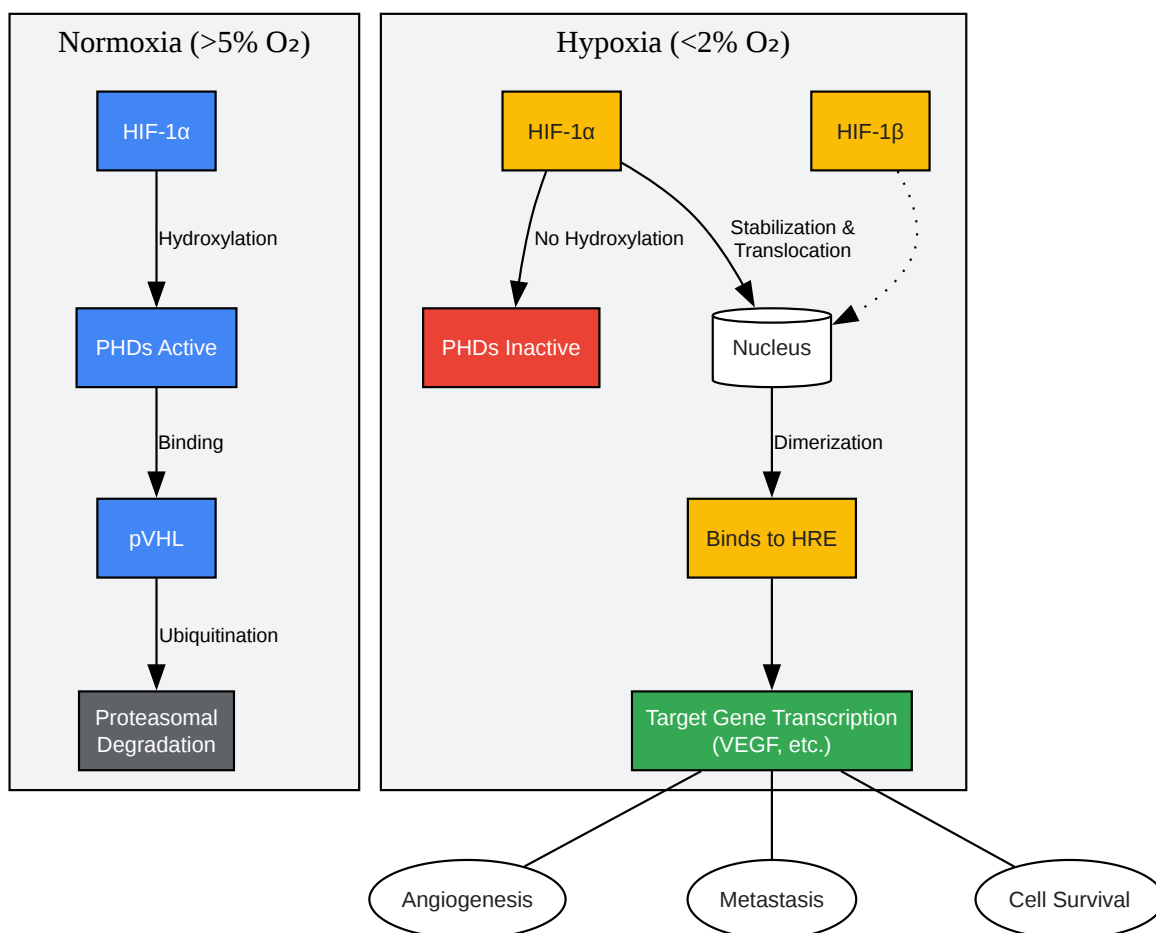 Normoxia (>5% O₂)
HIF-1α
Hydroxylation
PHDs Active
Binding
pVHL
Ubiquitination
Proteasomal
Degradation
Hypoxia (<2% O₂)
HIF-1α
HIF-1β
No Hydroxylation
Stabilization &
Translocation
PHDs Inactive
Nucleus
Dimerization
Binds to HRE
Target Gene Transcription
(VEGF, etc.)
Angiogenesis
Metastasis
Cell Survival